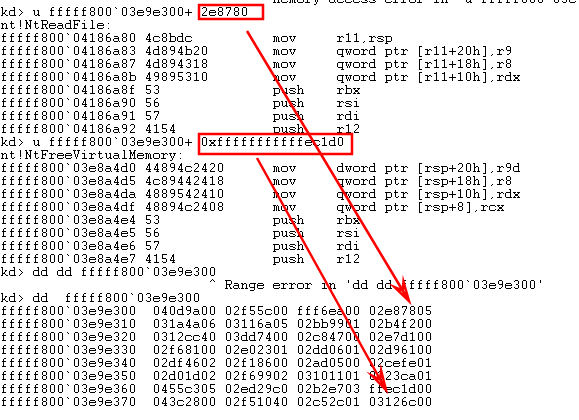 kd> u fffff800`03e9e300+ 2e8780
nt!NtReadFile:
fffff800`04186a80 4c8bdc mov r11,rsp
fffff800`04186a83 4d894b20 mov qword ptr [r11+20h],r9
fffff800`04186a87 4d894318 mov qword ptr [r11+18h],r8
fffff800`04186a8b 49895310 mov qword ptr [r11+10h],rdx
fffff800`04186a8f 53 push rbx
fffff800`04186a90 56 push rsi
fffff800`04186a91 57 push rdi
fffff800`04186a92 4154 push r12
kd> u fffff800`03e9e300+ 0xfffffffffffec1d0
nt!NtFreeVirtualMemory:
fffff800`03e8a4d0 44894c2420 mov dword ptr [rsp+20h],r9d
fffff800`03e8a4d5 4c89442418 mov qword ptr [rsp+18h],r8
fffff800`03e8a4da 4889542410 mov qword ptr [rsp+10h],rdx
fffff800`03e8a4df 48894c2408 mov qword ptr [rsp+8],rcx
fffff800`03e8a4e4 53 push rbx
fffff800`03e8a4e5 56 push rsi
fffff800`03e8a4e6 57 push rdi
fffff800`03e8a4e7 4154 push r12
kd> dd dd fffff800`03e9e300
^ Range error in 'dd dd fffff800`03e9e300'
kd> dd fffff800`03e9e300
fffff800`03e9e300 040d9a00 02f55c00 fff6ea00 02e87805
fffff800`03e9e310 031a4a06 03116a05 02bb9901 02b4f200
fffff800`03e9e320 0312cc40 03dd7400 02c84700 02e7d100
fffff800`03e9e330 02f68100 02e02301 02dd0601 02d96100
fffff800`03e9e340 02df4602 02f18600 02ad0500 02cefe01
fffff800`03e9e350 02d01d02 02f69902 03101101
fffff800`03e9e360 0455c305 02ed29c0 02b2e703 ffec1d00
fffff800`03e9e370 043c2800 02f51040 02c52c01 03126c00